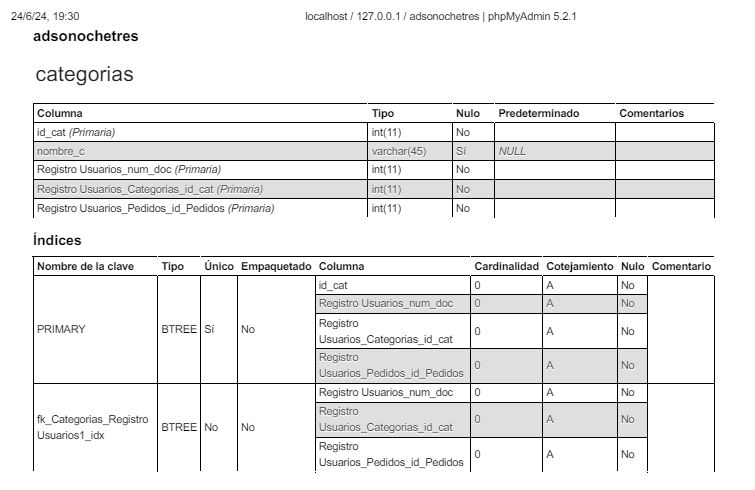 24/6/24, 19:30 localhost / 127.0.0.1 / adsonochetres | phpMyAdmin 5.2.1
adsonochetres
categorias
Columna Tipo Nulo Predeterminado Comentarios
id_cat (Primaria) int(11) No
nombre_c varchar(45) Sí NULL
Registro Usuarios_num_doc (Primaria) int(11) No
Registro Usuarios_Categorias_id_cat (Primaria) int(11) No
Registro Usuarios_Pedidos_id_Pedidos (Primaria) int(11) No
Índices
Nombre de la clave Tipo Único Empaquetado Columna Cardinalidad Cotejamiento Nulo Comentario
PRIMARY BTREE Sí No
id_cat 0 A No
Registro Usuarios_num_doc 0 A No
Registro
Usuarios_Categorias_id_cat 0 A No
Registro
Usuarios_Pedidos_id_Pedidos 0 A No
fk_Categorias_Registro
Usuarios1_idx BTREE No No
Registro Usuarios_num_doc 0 A No
Registro
Usuarios_Categorias_id_cat 0 A No
Registro
Usuarios_Pedidos_id_Pedidos 0 A No